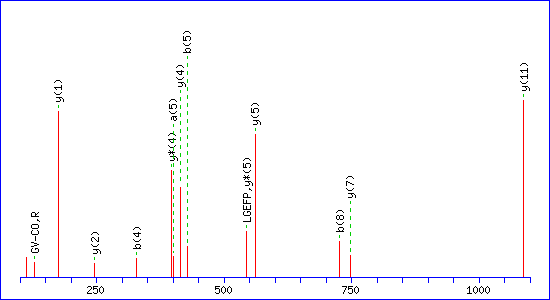 GV-CO,R
y(1)
y(2)
b(4)
y*(4)
a(5)
y(4)
b(5)
LGEFP,y*(5)
y(5)
b(8)
y(7)
y(11)
250
500
750
1000